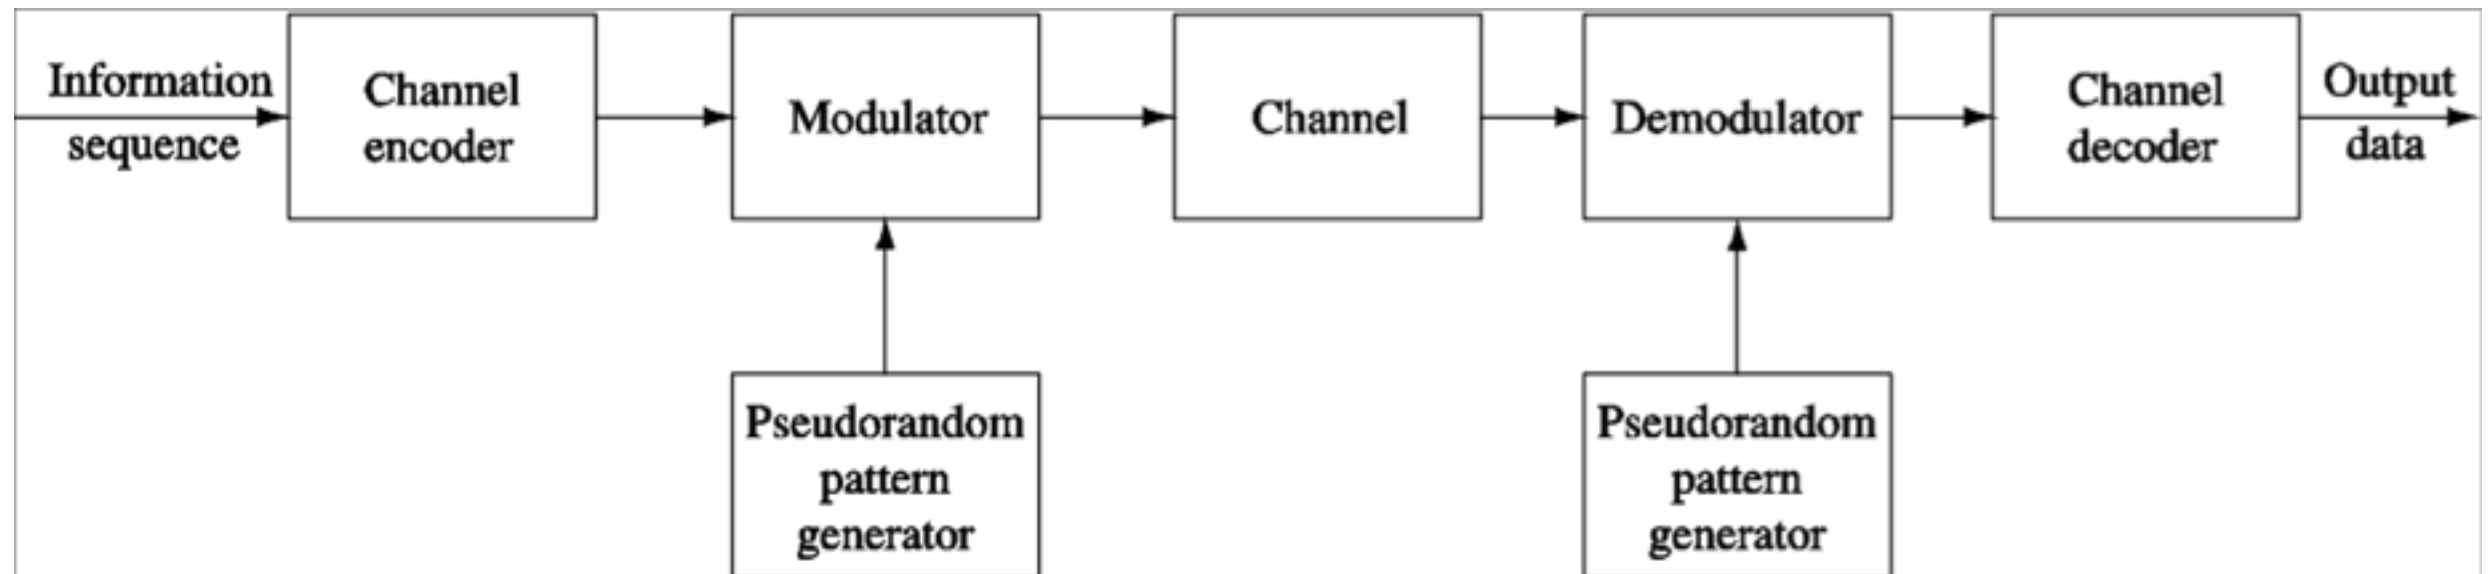 Information
sequence
Channel
encoder
Modulator
Channel
Demodulator
Channel
decoder
Output
data
Pseudorandom
pattern
generator
Pseudorandom
pattern
generator